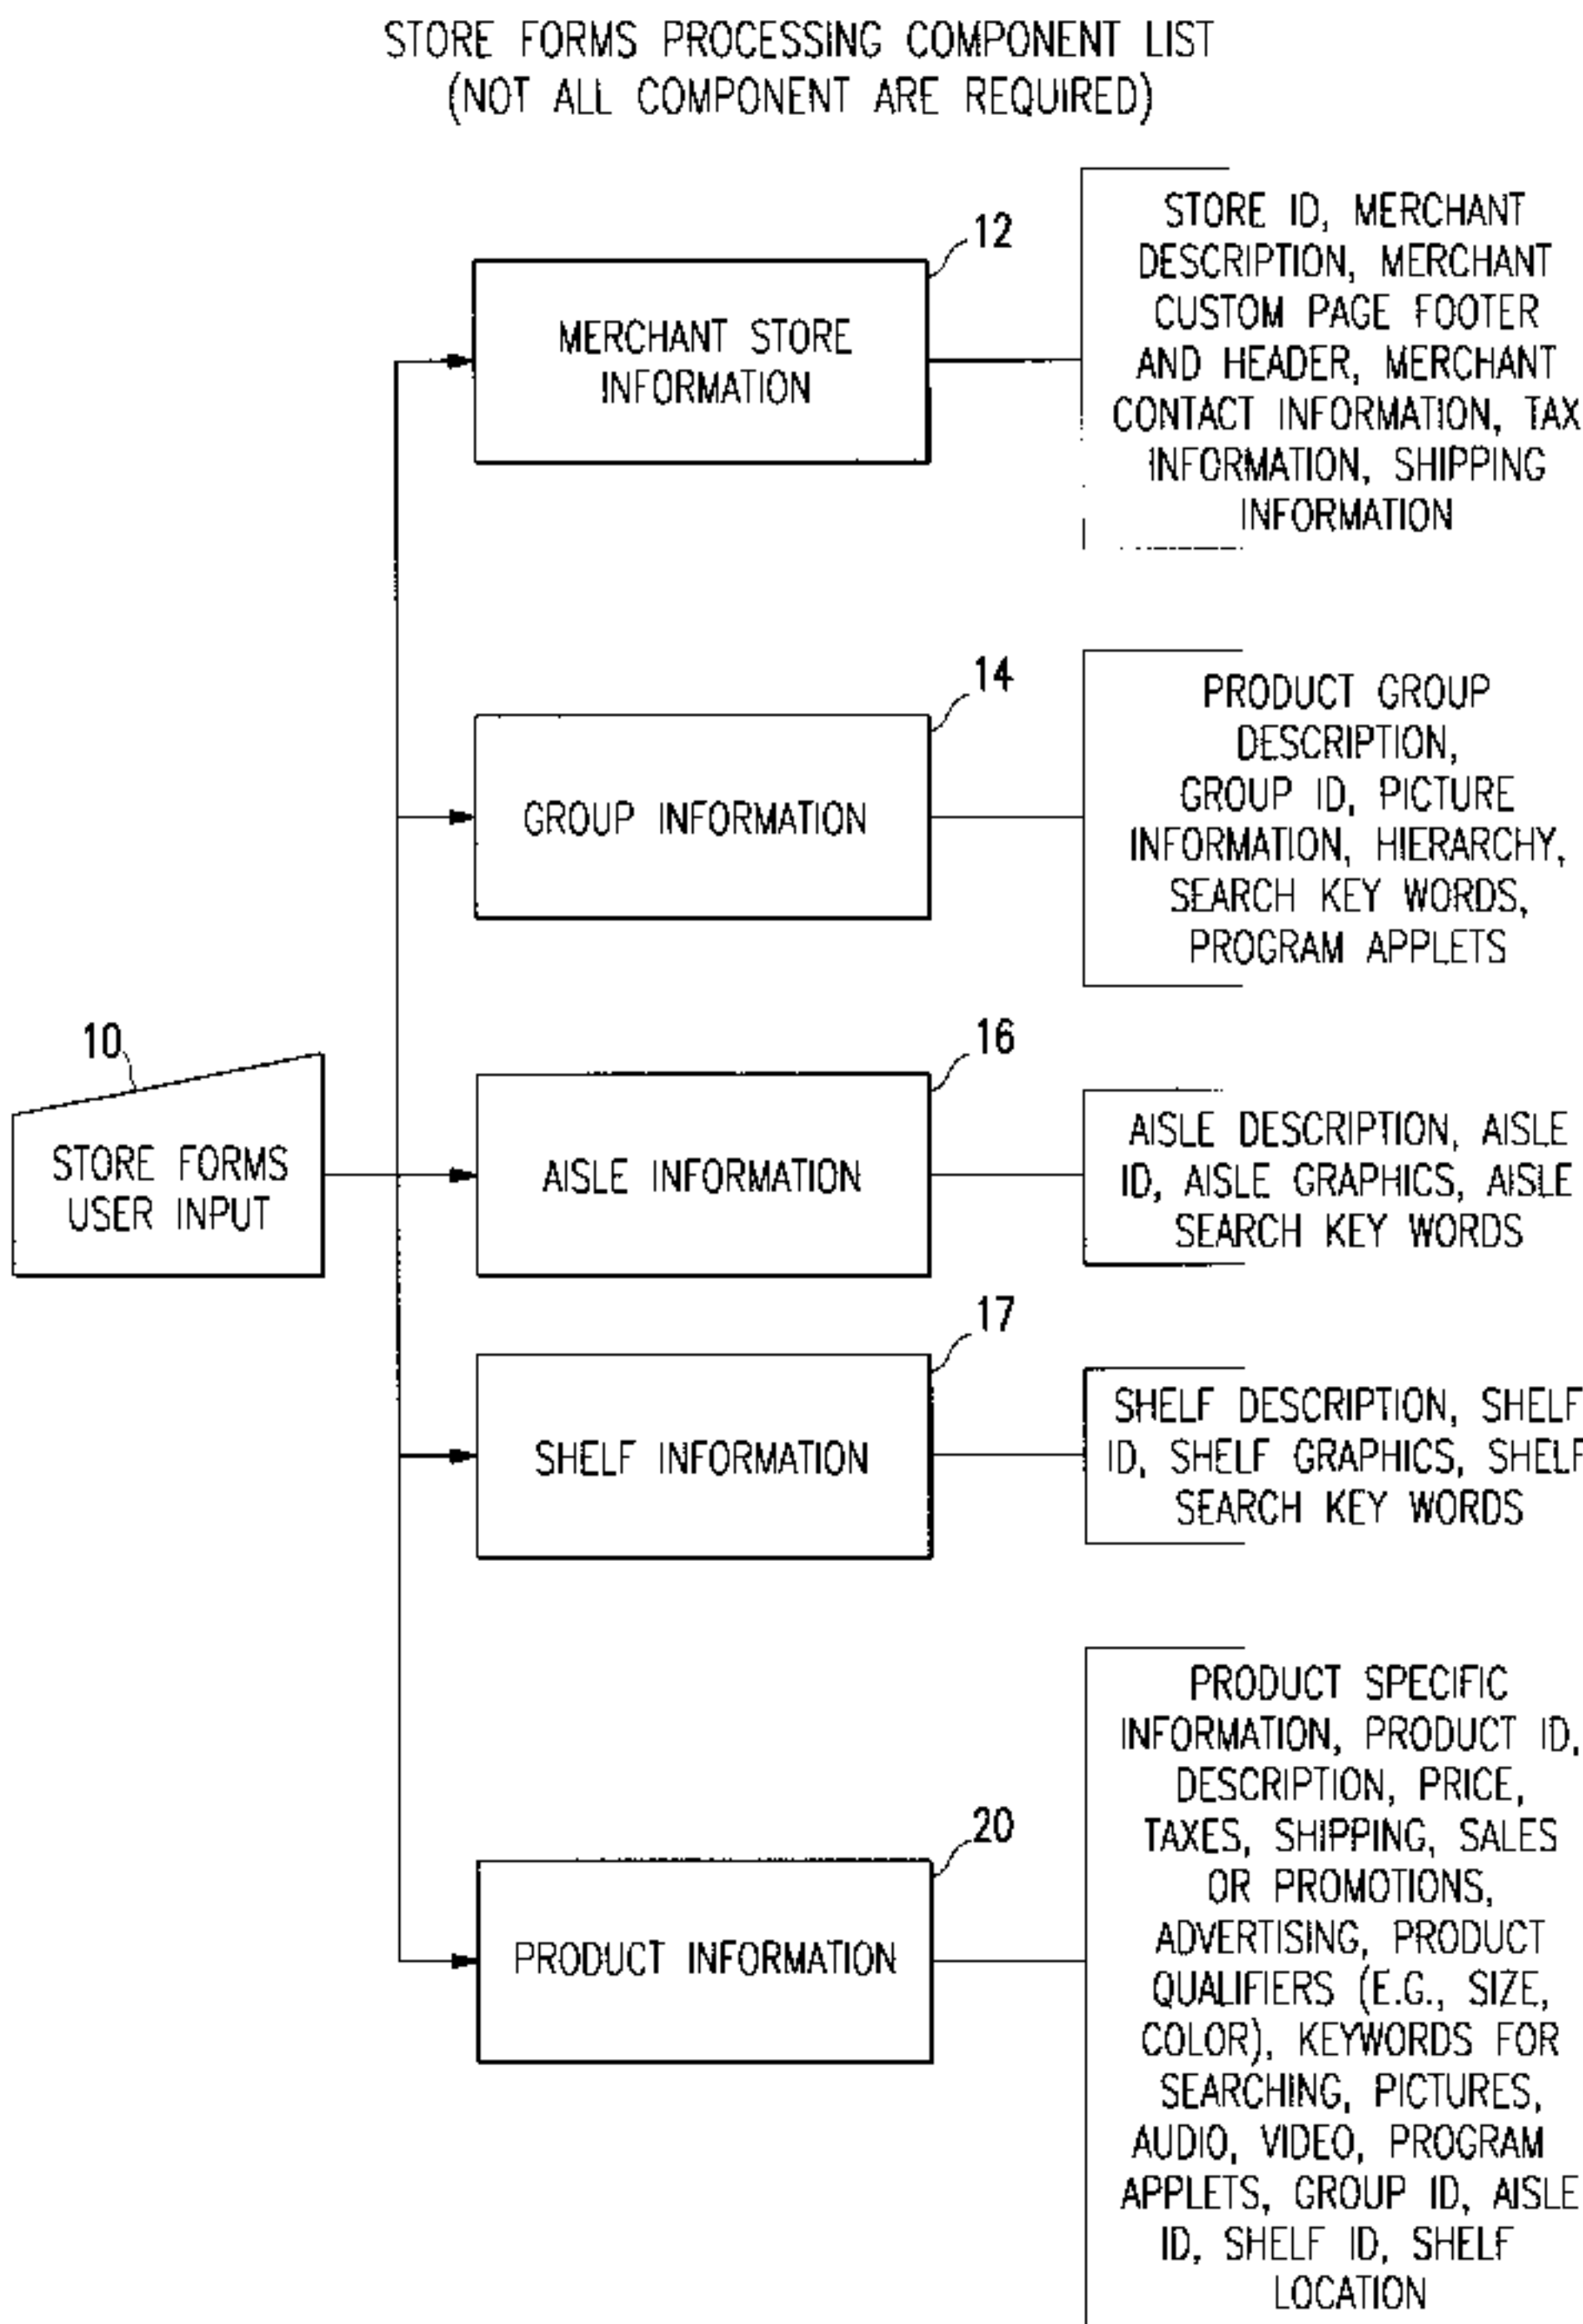 STORE FORMS PROCESSING COMPONENT LIST
(NOT ALL COMPONENT ARE REQUIRED)
12
MERCHANT STORE
INFORMATION
STORE ID, MERCHANT
DESCRIPTION, MERCHANT
CUSTOM PAGE FOOTER
AND HEADER, MERCHANT
CONTACT INFORMATION, TAX
INFORMATION, SHIPPING
INFORMATION
14
GROUP INFORMATION
PRODUCT GROUP
DESCRIPTION,
GROUP ID, PICTURE
INFORMATION, HIERARCHY,
SEARCH KEY WORDS,
PROGRAM APPLETS
10
STORE FORMS
USER INPUT
16
AISLE INFORMATION
AISLE DESCRIPTION, AISLE
ID, AISLE GRAPHICS, AISLE
SEARCH KEY WORDS
17
SHELF INFORMATION
SHELF DESCRIPTION, SHELF
ID, SHELF GRAPHICS, SHELF
SEARCH KEY WORDS
20
PRODUCT INFORMATION
PRODUCT SPECIFIC
INFORMATION, PRODUCT ID,
DESCRIPTION, PRICE,
TAXES, SHIPPING, SALES
OR PROMOTIONS,
ADVERTISING, PRODUCT
QUALIFIERS (E.G., SIZE,
COLOR), KEYWORDS FOR
SEARCHING, PICTURES,
AUDIO, VIDEO, PROGRAM
APPLETS, GROUP ID, AISLE
ID, SHELF ID, SHELF
LOCATION